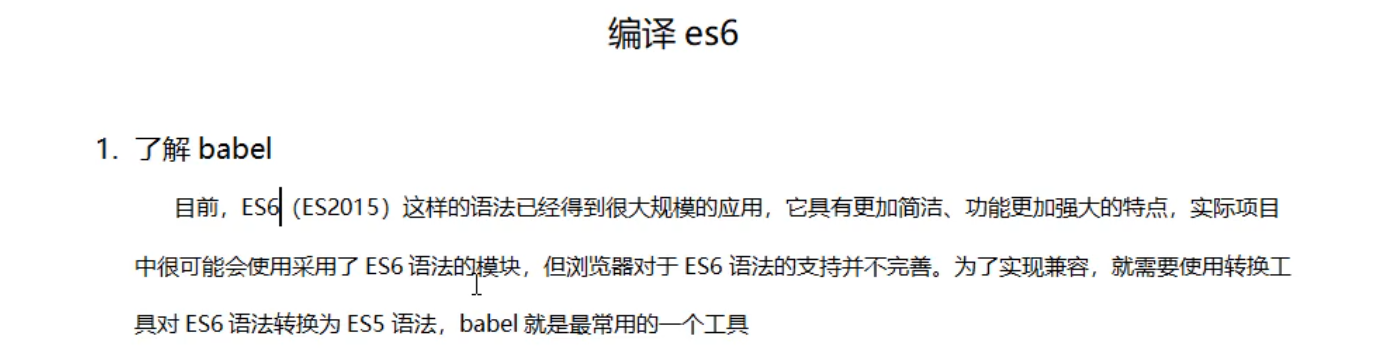 编译 es6
1. 了解 babel
目前，ES6（ES2015）这样的语法已经得到很大规模的应用，它具有更加简洁、功能更加强大的特点，实际项目
中很可能会使用采用了 ES6 语法的模块，但浏览器对于 ES6 语法的支持并不完善。为了实现兼容，就需要使用转换工
具对 ES6 语法转换为 ES5 语法，babel 就是最常用的一个工具